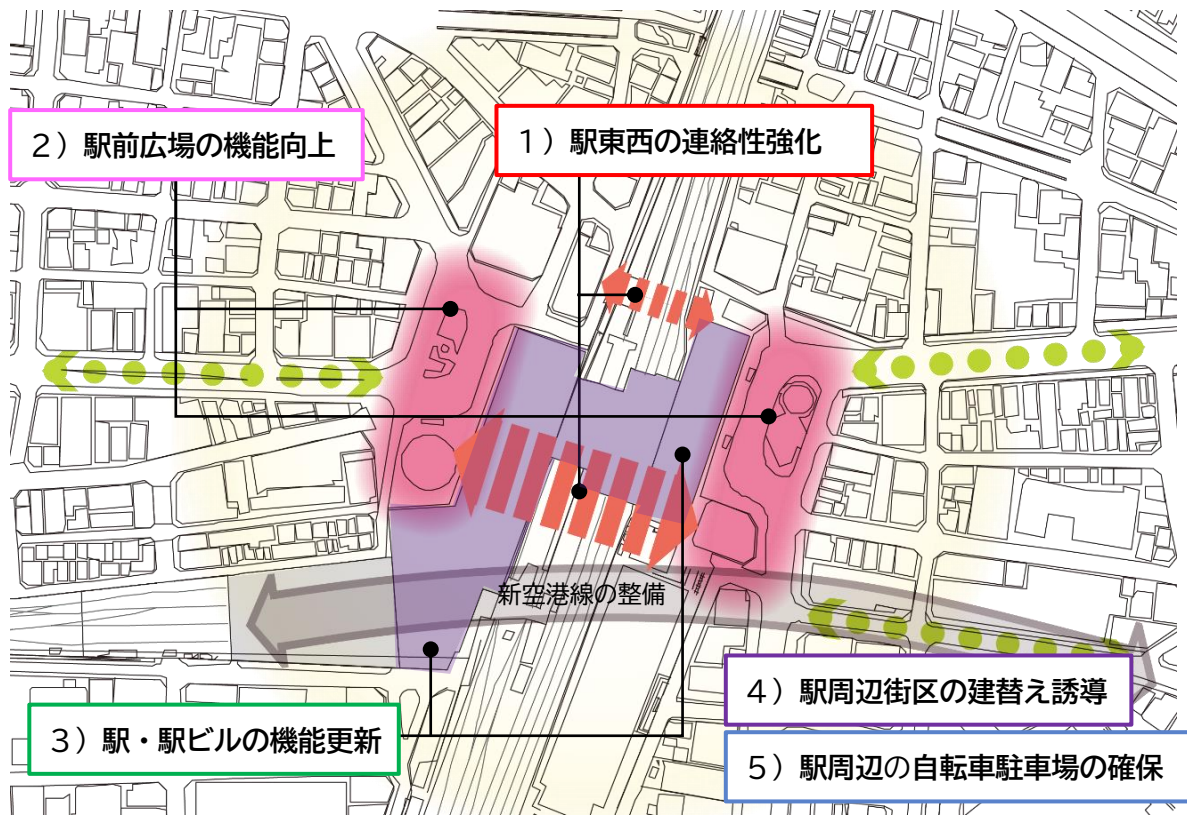 2）駅前広場の機能向上
1）駅東西の連絡性強化
新空港線の整備
3）駅・駅ビルの機能更新
4）駅周辺街区の建替え誘導
5）駅周辺の自転車駐車場の確保